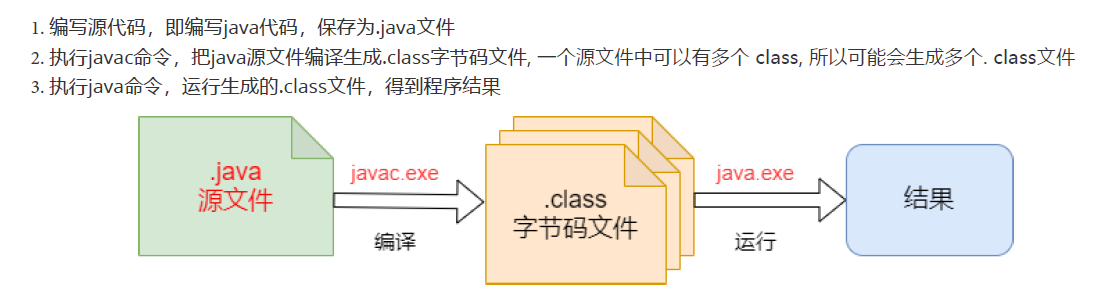 1. 编写源代码，即编写java代码，保存为.java文件
2. 执行javac命令，把java源文件编译生成.class字节码文件, 一个源文件中可以有多个 class, 所以可能会生成多个. class文件
3. 执行java命令，运行生成的.class文件，得到程序结果
.java
源文件
javac.exe
编译
.class
字节码文件
java.exe
运行
结果